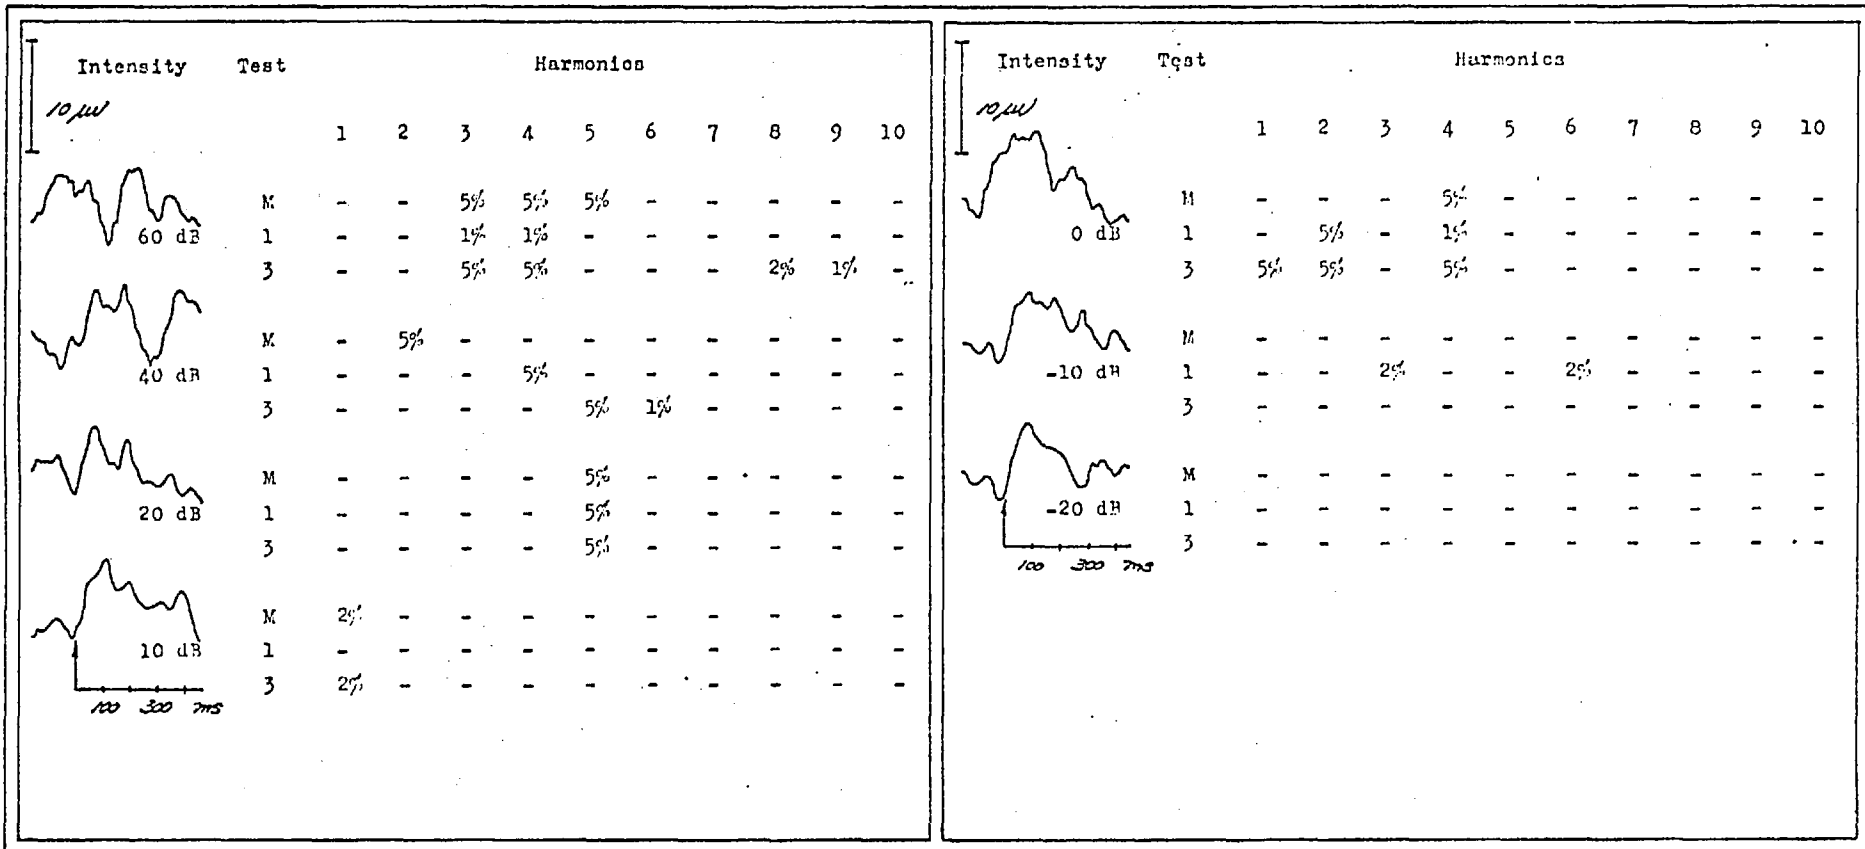 Intensity Test Harmonics
10 µv
1 2 3 4 5 6 7 8 9 10
M - - 5% 5% 5% - - - - -
60 dB 1 - - 1% 1% - - - - - -
3 - - 5% 5% - - - 2% 1% -
M - 5% - - - - - - - -
40 dB 1 - - - 5% - - - - - -
3 - - - - 5% 1% - - - -
M - - - - 5% - - - - -
20 dB 1 - - - - 5% - - - - -
3 - - - - 5% - - - - -
M 2% - - - - - - - - -
10 dB 1 - - - - - - - - - -
3 2% - - - - - - - - -
100 300 ms
Intensity Test Harmonics
10 µv
1 2 3 4 5 6 7 8 9 10
M - - - 5% - - - - - -
0 dB 1 - 5% - 1% - - - - - -
3 5% 5% - 5% - - - - - -
M - - - - - - - - - -
-10 dB 1 - - 2% - - 2% - - - -
3 - - - - - - - - - -
M - - - - - - - - - -
-20 dB 1 - - - - - - - - - -
3 - - - - - - - - - -
100 300 ms